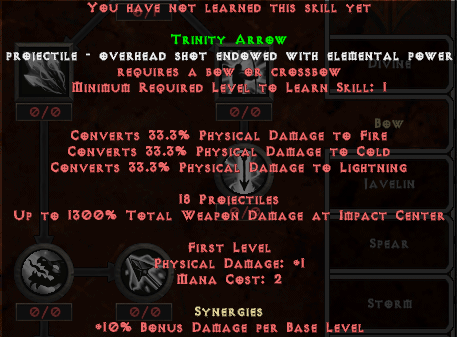 You have not learned this skill yet
Trinity Arrow
projectile - overhead shot endowed with elemental power
requires a bow or crossbow
Minimum Required Level to Learn Skill: 1
Converts 33.3% Physical Damage to Fire
Converts 33.3% Physical Damage to Cold
Converts 33.3% Physical Damage to Lightning
18 Projectiles
Up to 1300% Total Weapon Damage at Impact Center
First Level
Physical Damage: +1
Mana Cost: 2
Synergies
+10% Bonus Damage per Base Level
0/0
0/0
0/0
0/0
Divine
Bow
Javelin
Spear
Storm